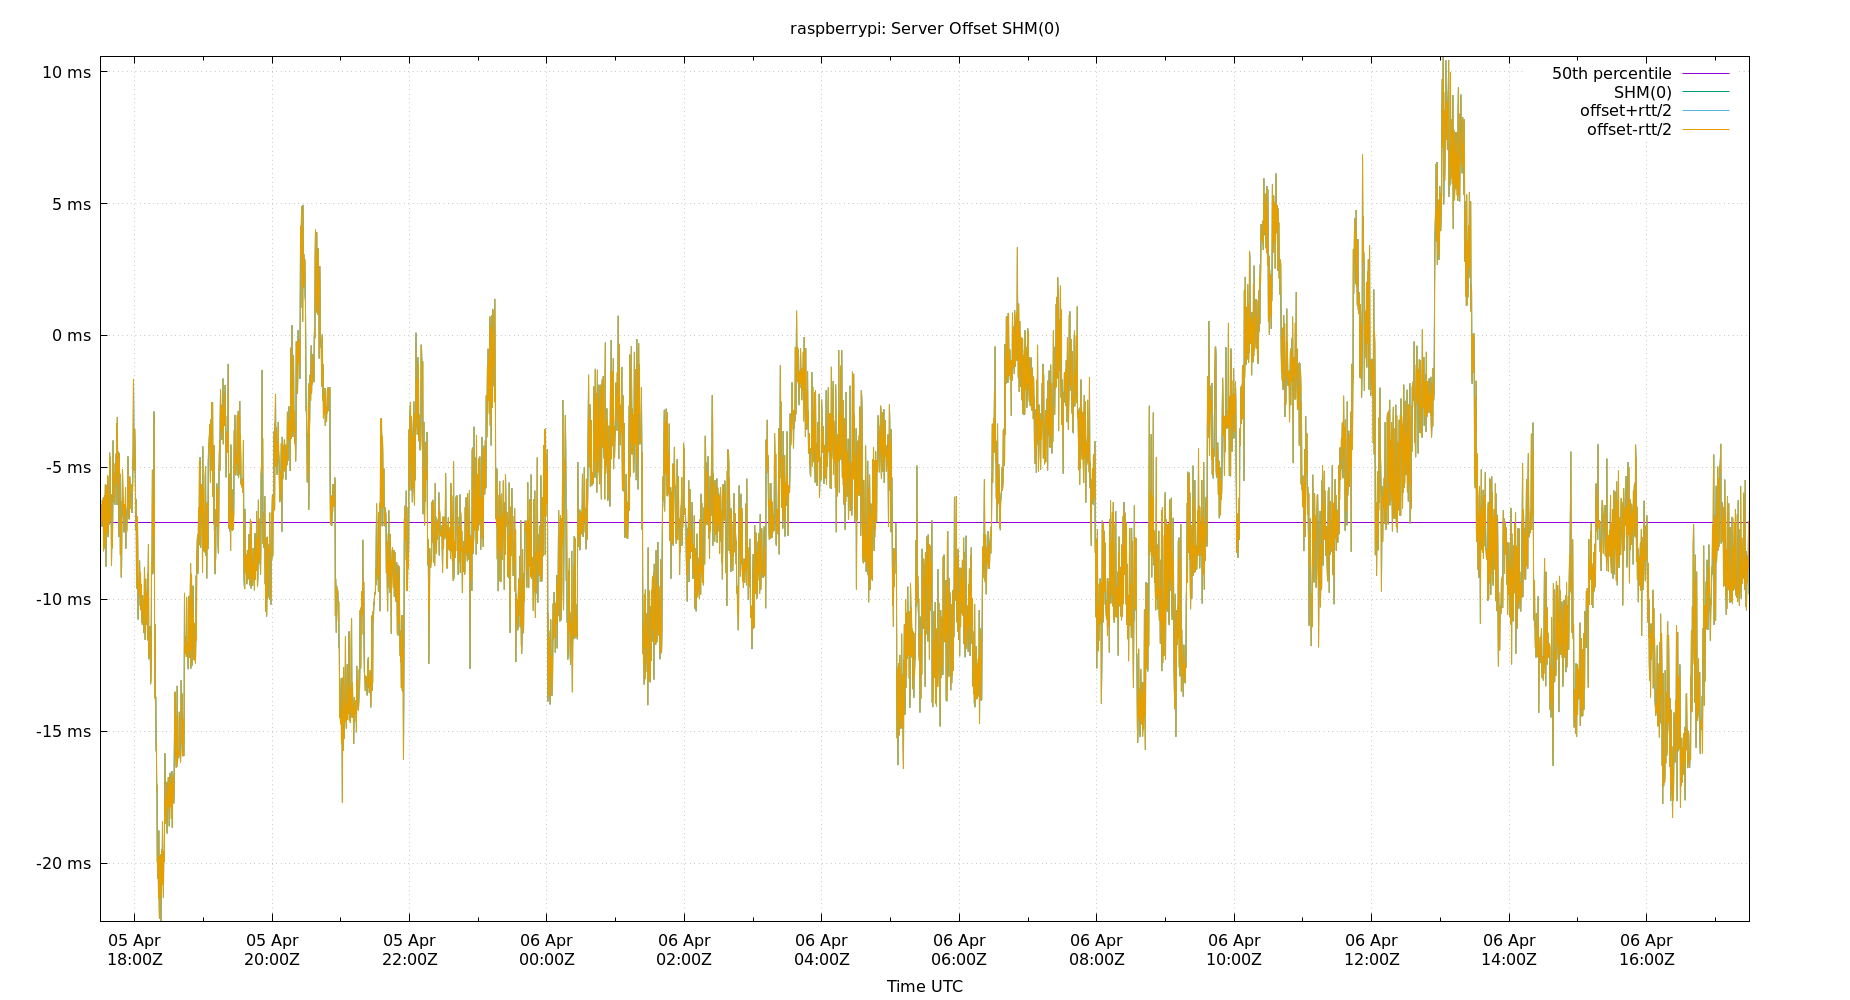 raspberrypi: Server Offset SHM(0)
50th percentile
SHM(0)
offset+rtt/2
offset-rtt/2
10 ms
5 ms
0 ms
-5 ms
-10 ms
-15 ms
-20 ms
05 Apr 05 Apr 05 Apr 06 Apr 06 Apr 06 Apr 06 Apr 06 Apr 06 Apr 06 Apr 06 Apr 06 Apr
18:00Z 20:00Z 22:00Z 00:00Z 02:00Z 04:00Z 06:00Z 08:00Z 10:00Z 12:00Z 14:00Z 16:00Z
Time UTC